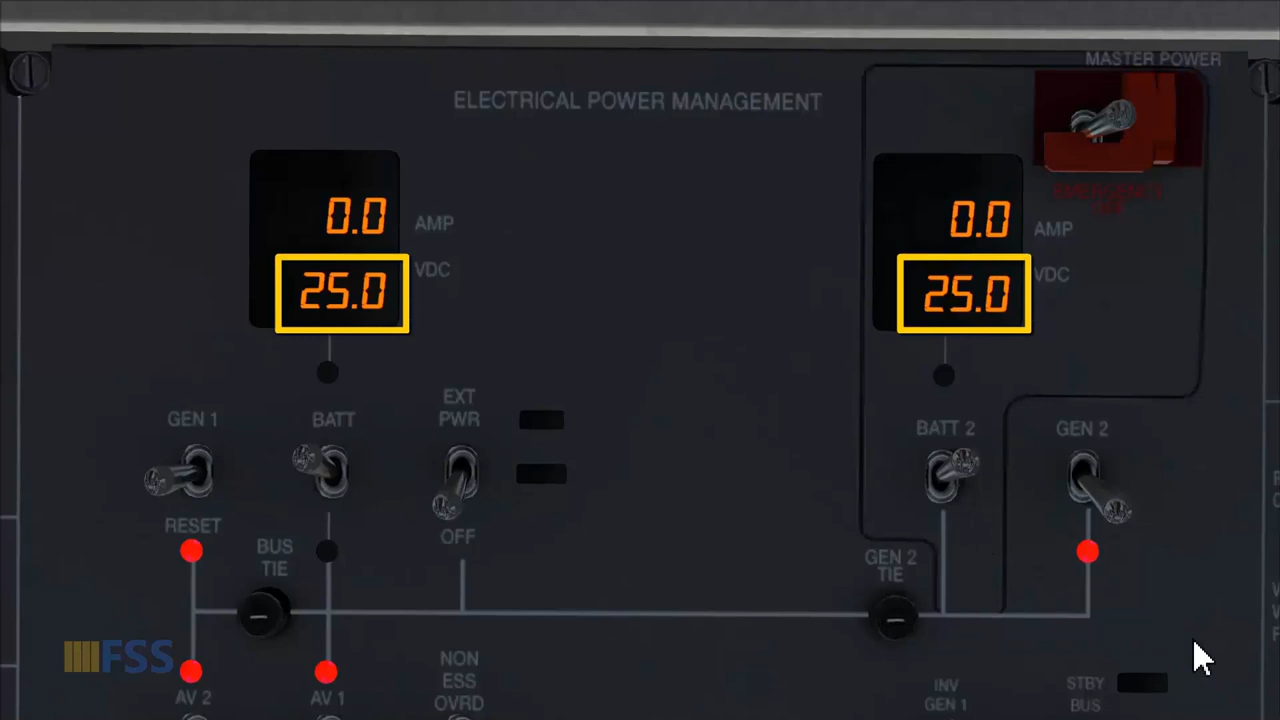 MASTER POWER
ELECTRICAL POWER MANAGEMENT
EMERGENCY
OFF
0.0 AMP
25.0 VDC
0.0 AMP
25.0 VDC
GEN 1
BATT
EXT
PWR
BATT 2
GEN 2
RESET
OFF
BUS
TIE
GEN 2
TIE
FSS
AV 2
AV 1
NON
ESS
OVRD
INV
GEN 1
STBY
BUS